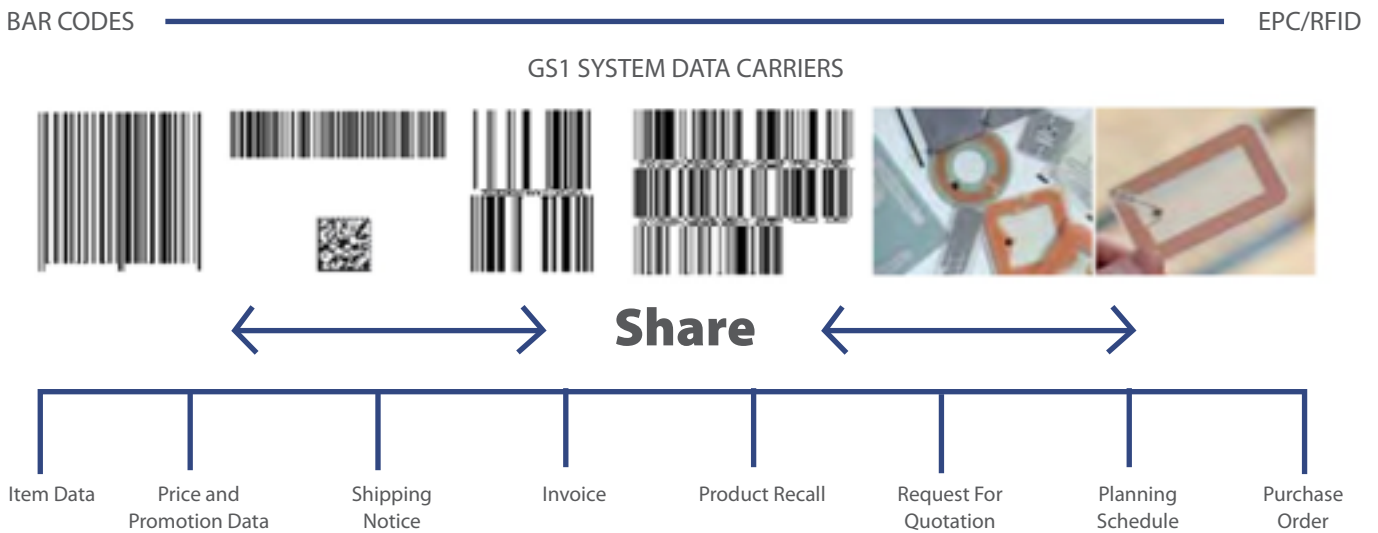 BAR CODES
EPC/RFID
GS1 SYSTEM DATA CARRIERS
Share
Item Data
Price and
Promotion Data
Shipping
Notice
Invoice
Product Recall
Request For
Quotation
Planning
Schedule
Purchase
Order